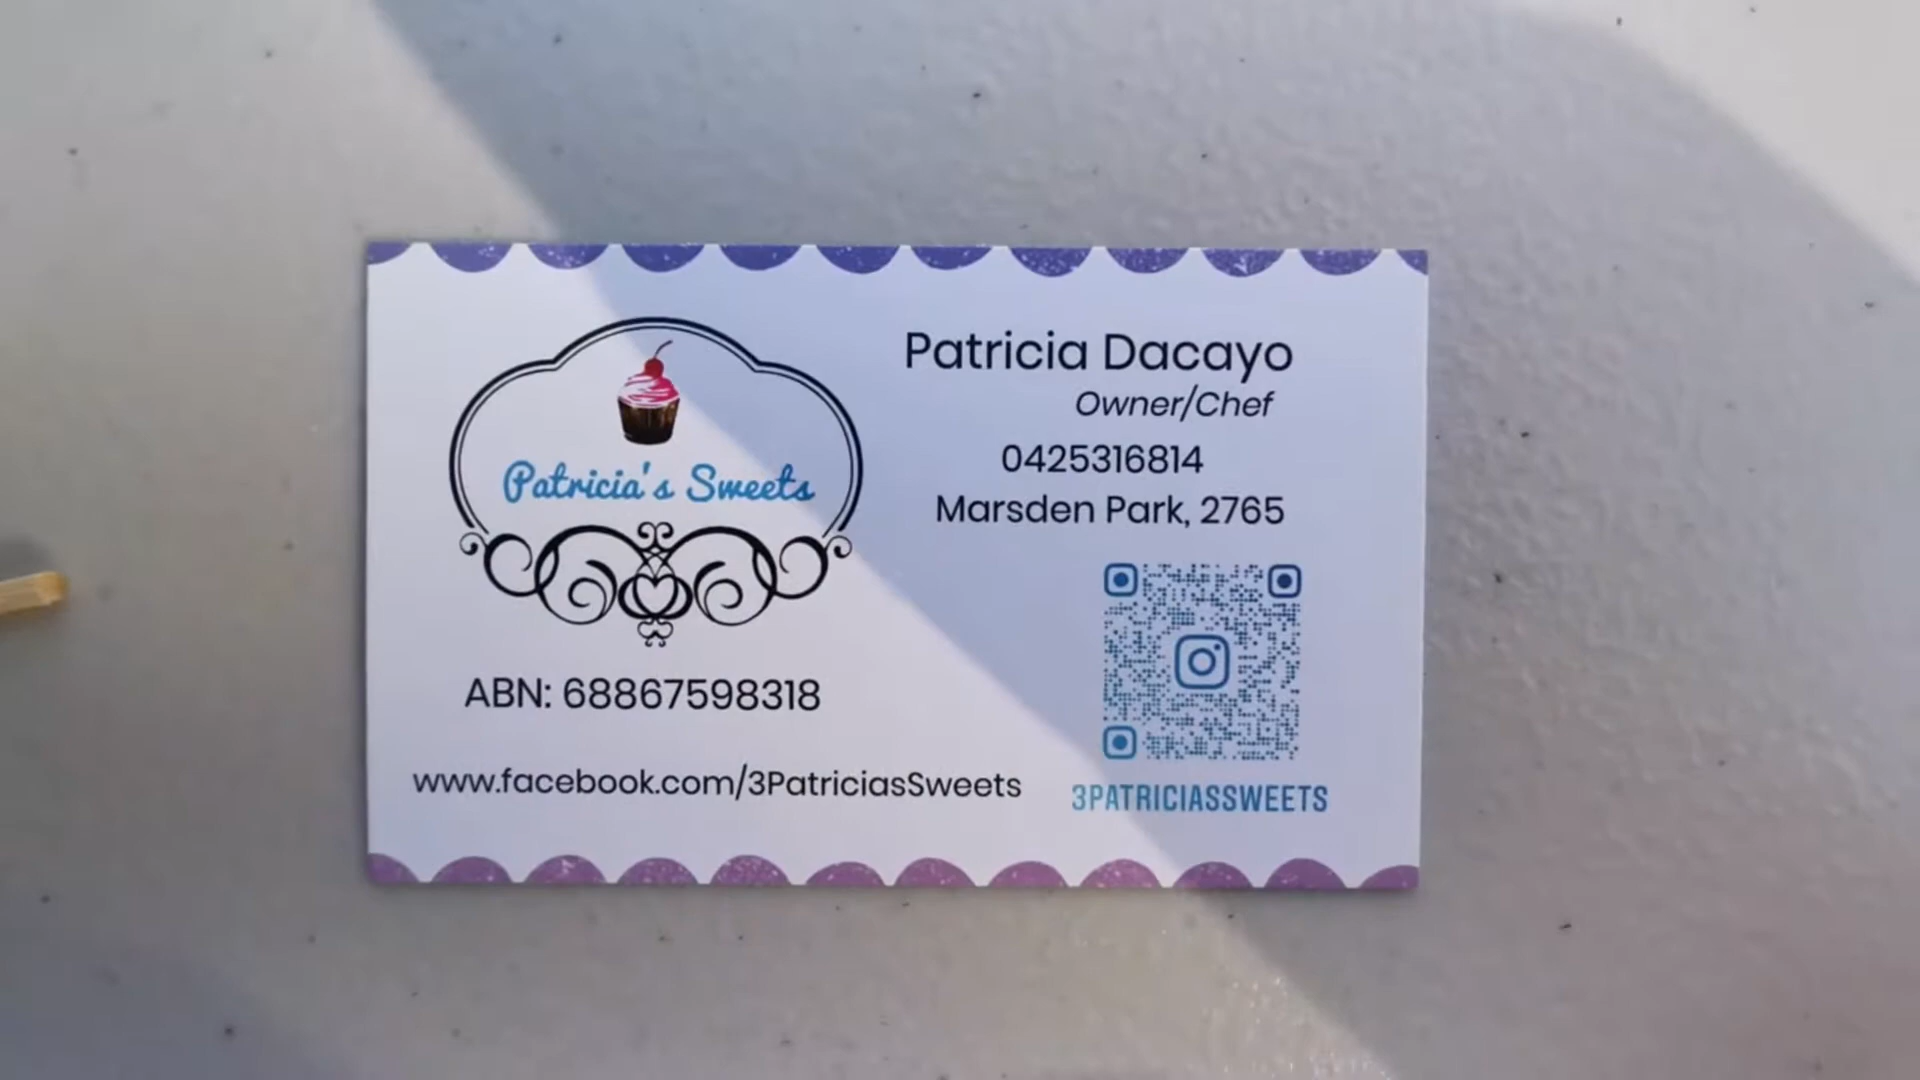 Patricia's Sweets
ABN: 68867598318
www.facebook.com/3PatriciasSweets
Patricia Dacayo
Owner/Chef
0425316814
Marsden Park, 2765
3PATRICIASSWEETS